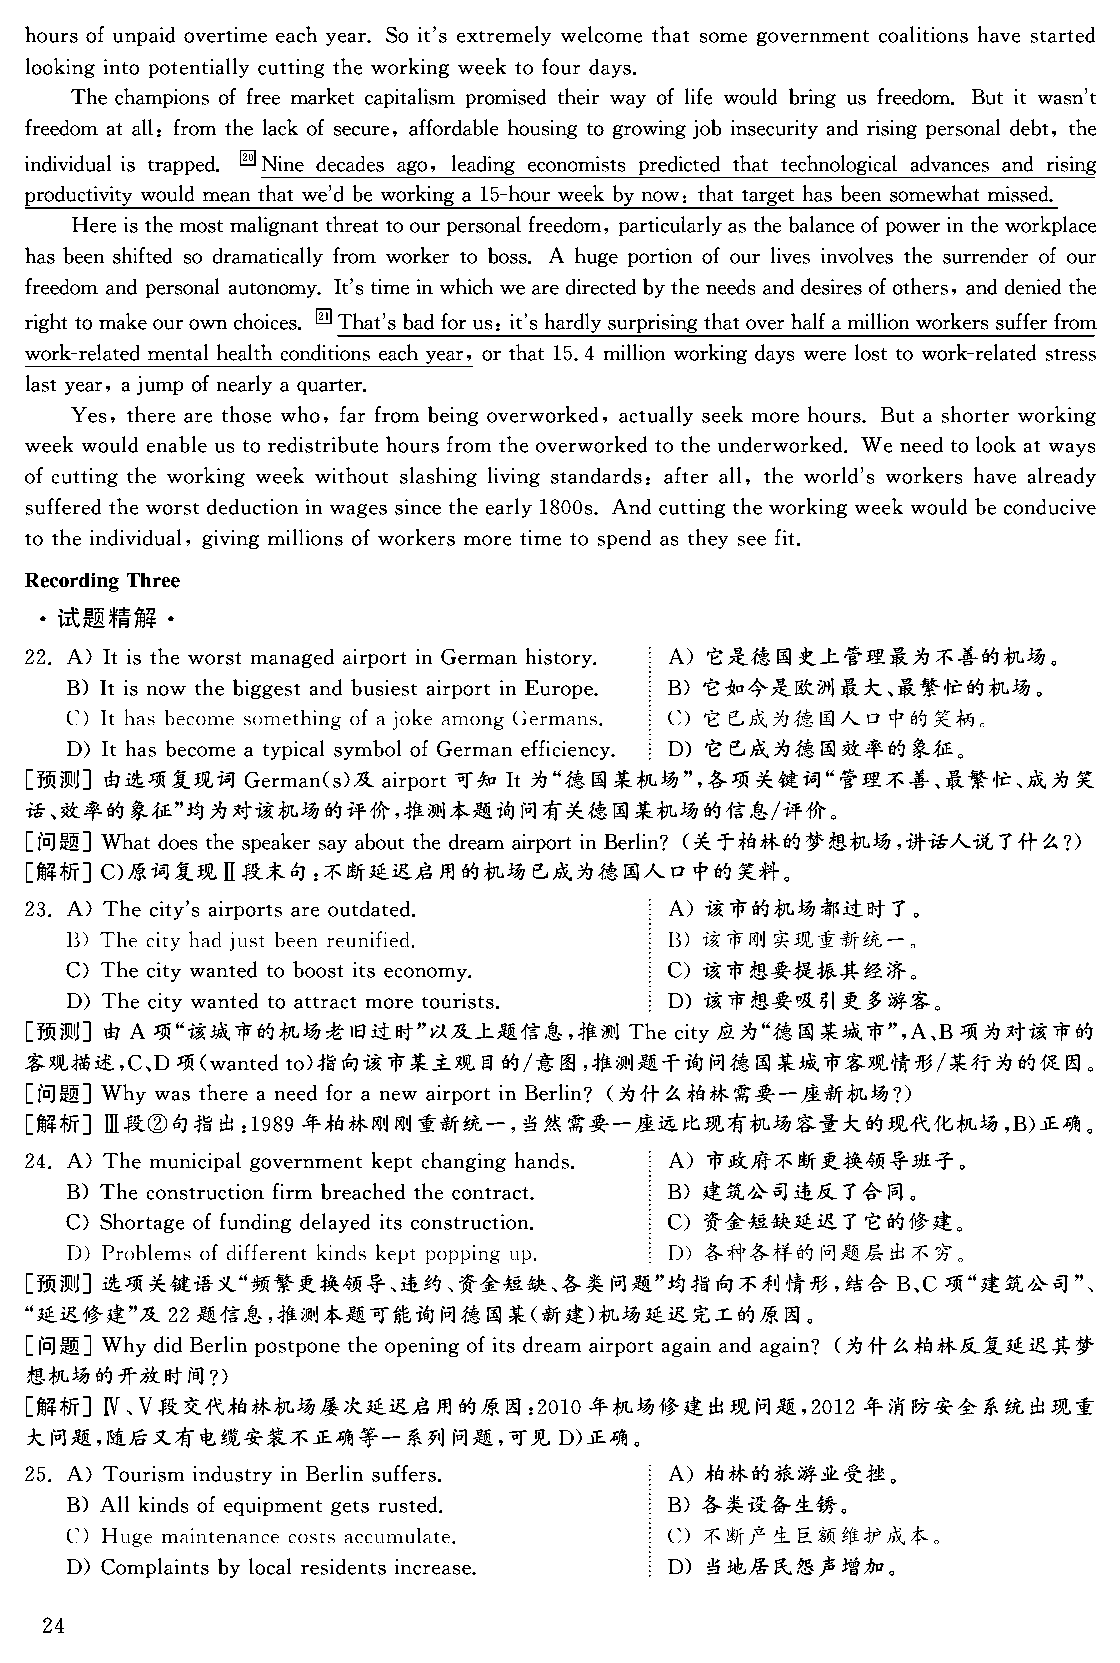 hours of unpaid overtime each year. So it's extremely welcome that some government coalitions have started
looking into potentially cutting the working week to four days.
The champions of free market capitalism promised their way of life would bring us freedom. But it wasn't
freedom at all: from the lack of secure, affordable housing to growing job insecurity and rising personal debt, the
individual is trapped. [20] Nine decades ago, leading economists predicted that technological advances and rising
productivity would mean that we'd be working a 15-hour week by now: that target has been somewhat missed.
Here is the most malignant threat to our personal freedom, particularly as the balance of power in the workplace
has been shifted so dramatically from worker to boss. A huge portion of our lives involves the surrender of our
freedom and personal autonomy. It's time in which we are directed by the needs and desires of others, and denied the
right to make our own choices. [21] That's bad for us: it's hardly surprising that over half a million workers suffer from
work-related mental health conditions each year, or that 15.4 million working days were lost to work-related stress
last year, a jump of nearly a quarter.
Yes, there are those who, far from being overworked, actually seek more hours. But a shorter working
week would enable us to redistribute hours from the overworked to the underworked. We need to look at ways
of cutting the working week without slashing living standards: after all, the world's workers have already
suffered the worst deduction in wages since the early 1800s. And cutting the working week would be conducive
to the individual, giving millions of workers more time to spend as they see fit.
Recording Three
·试题精解·
22. A) It is the worst managed airport in German history. A) 它是德国史上管理最为不善的机场。
B) It is now the biggest and busiest airport in Europe. B) 它如今是欧洲最大、最繁忙的机场。
C) It has become something of a joke among Germans. C) 它已成为德国人口中的笑柄。
D) It has become a typical symbol of German efficiency. D) 它已成为德国效率的象征。
[预测] 由选项复现词 German(s)及 airport 可知 It 为“德国某机场”,各项关键词“管理不善、最繁忙、成为笑
话、效率的象征”均为对该机场的评价,推测本题询问有关德国某机场的信息/评价。
[问题] What does the speaker say about the dream airport in Berlin? (关于柏林的梦想机场,讲话人说了什么?)
[解析] C)原词复现Ⅱ段末句:不断延迟启用的机场已成为德国人口中的笑料。
23. A) The city's airports are outdated. A) 该市的机场都过时了。
B) The city had just been reunified. B) 该市刚实现重新统一。
C) The city wanted to boost its economy. C) 该市想要提振其经济。
D) The city wanted to attract more tourists. D) 该市想要吸引更多游客。
[预测] 由 A 项“该城市的机场老旧过时”以及上题信息,推测 The city 应为“德国某城市”,A、B 项为对该市的
客观描述,C、D 项(wanted to)指向该市某主观目的/意图,推测题干询问德国某城市客观情形/某行为的促因。
[问题] Why was there a need for a new airport in Berlin? (为什么柏林需要一座新机场?)
[解析] Ⅲ段②句指出:1989 年柏林刚刚重新统一,当然需要一座远比现有机场容量大的现代化机场,B)正确。
24. A) The municipal government kept changing hands. A) 市政府不断更换领导班子。
B) The construction firm breached the contract. B) 建筑公司违反了合同。
C) Shortage of funding delayed its construction. C) 资金短缺延迟了它的修建。
D) Problems of different kinds kept popping up. D) 各种各样的问题层出不穷。
[预测] 选项关键语义“频繁更换领导、违约、资金短缺、各类问题”均指向不利情形,结合 B、C 项“建筑公司”、
“延迟修建”及 22 题信息,推测本题可能询问德国某(新建)机场延迟完工的原因。
[问题] Why did Berlin postpone the opening of its dream airport again and again? (为什么柏林反复延迟其梦
想机场的开放时间?)
[解析] Ⅳ、Ⅴ段交代柏林机场屡次延迟启用的原因:2010 年机场修建出现问题,2012 年消防安全系统出现重
大问题,随后又有电缆安装不正确等一系列问题,可见 D)正确。
25. A) Tourism industry in Berlin suffers. A) 柏林的旅游业受挫。
B) All kinds of equipment gets rusted. B) 各类设备生锈。
C) Huge maintenance costs accumulate. C) 不断产生巨额维护成本。
D) Complaints by local residents increase. D) 当地居民怨声增加。
24